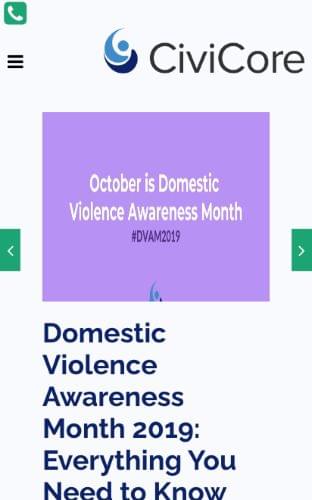 CiviCore
October is Domestic
Violence Awareness Month
#DVAM2019
Domestic
Violence
Awareness
Month 2019:
Everything You
Need to Know